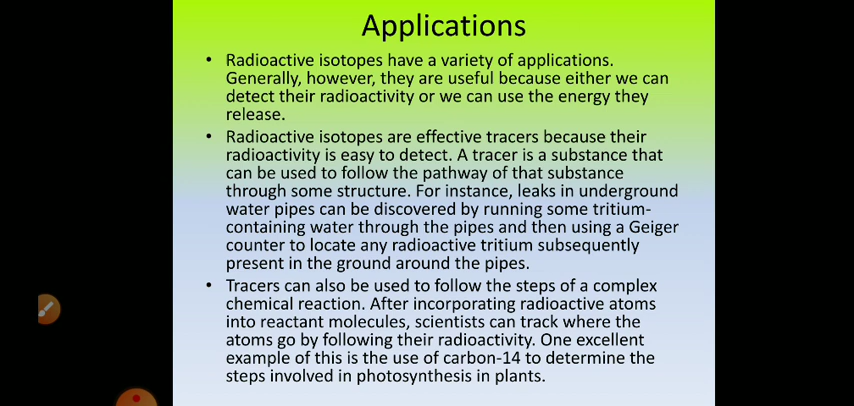 Applications
• Radioactive isotopes have a variety of applications.
Generally, however, they are useful because either we can
detect their radioactivity or we can use the energy they
release.
• Radioactive isotopes are effective tracers because their
radioactivity is easy to detect. A tracer is a substance that
can be used to follow the pathway of that substance
through some structure. For instance, leaks in underground
water pipes can be discovered by running some tritium-
containing water through the pipes and then using a Geiger
counter to locate any radioactive tritium subsequently
present in the ground around the pipes.
• Tracers can also be used to follow the steps of a complex
chemical reaction. After incorporating radioactive atoms
into reactant molecules, scientists can track where the
atoms go by following their radioactivity. One excellent
example of this is the use of carbon-14 to determine the
steps involved in photosynthesis in plants.